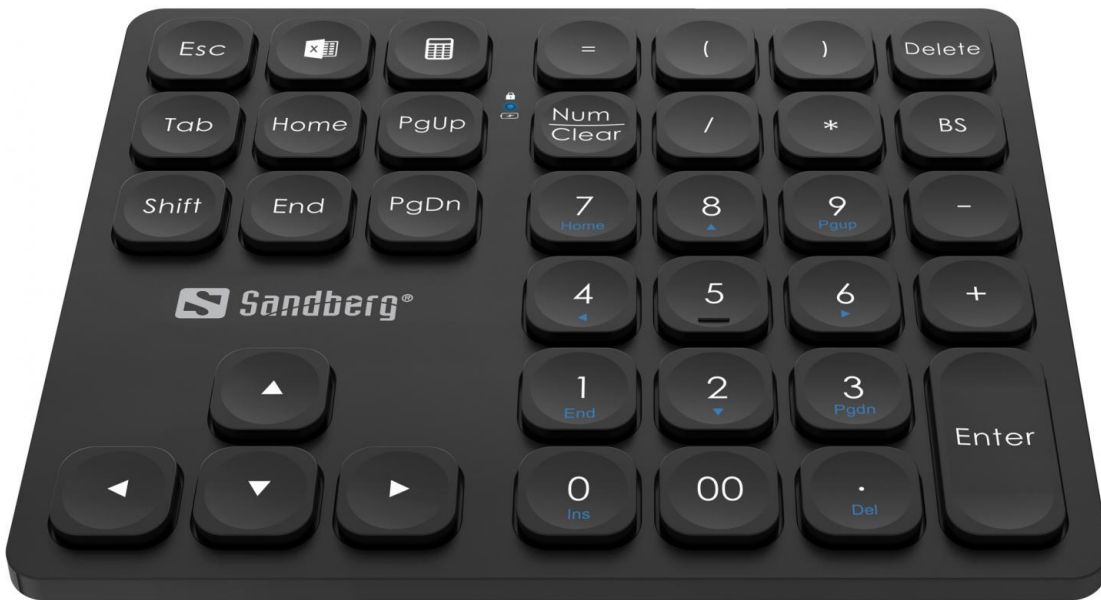 Esc = ( ) Delete
Tab Home PgUp Num / * BS
Clear
Shift End PgDn 7 8 9 -
Home Pgup
Sandberg® 4 5 6 +
1 2 3 Enter
End Pgdn
0 00 .
Ins Del